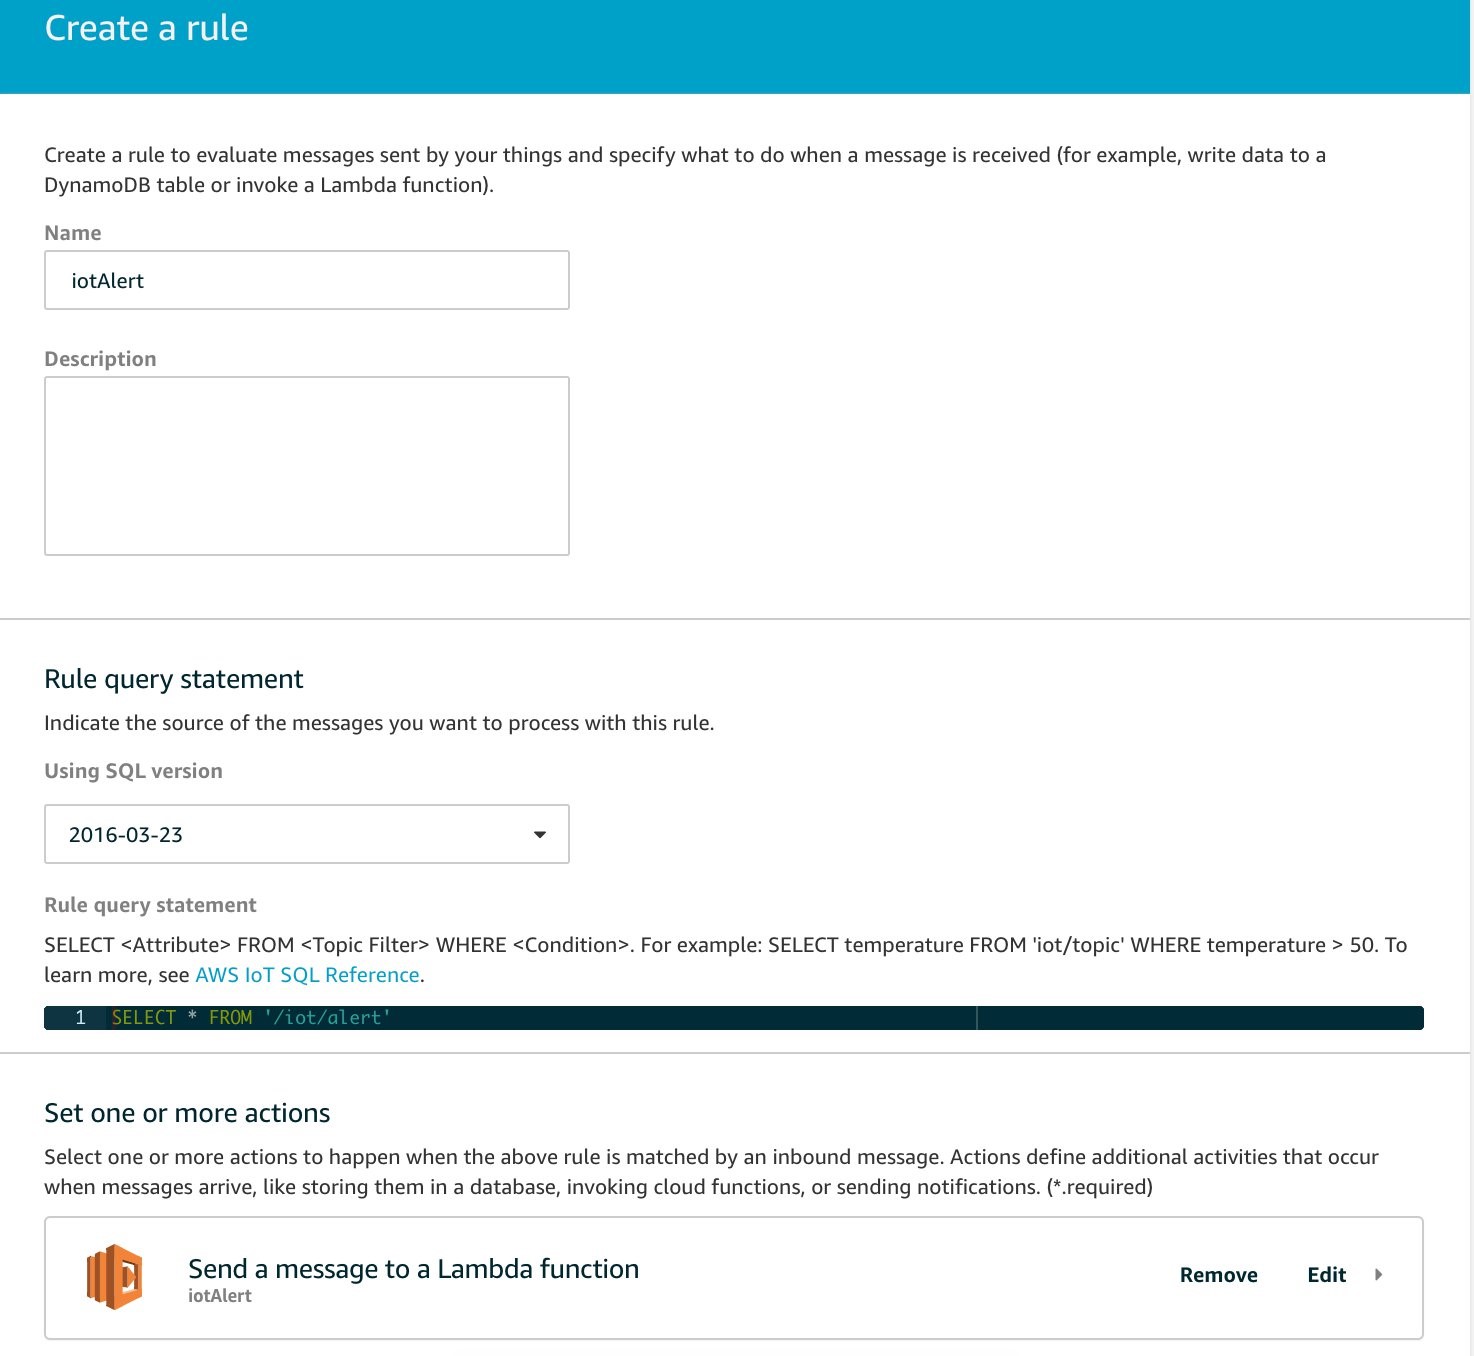 Create a rule
Create a rule to evaluate messages sent by your things and specify what to do when a message is received (for example, write data to a
DynamoDB table or invoke a Lambda function).
Name
iotAlert
Description
Rule query statement
Indicate the source of the messages you want to process with this rule.
Using SQL version
2016-03-23
Rule query statement
SELECT <Attribute> FROM <Topic Filter> WHERE <Condition>. For example: SELECT temperature FROM 'iot/topic' WHERE temperature > 50. To
learn more, see AWS IoT SQL Reference.
1 SELECT * FROM '/iot/alert'
Set one or more actions
Select one or more actions to happen when the above rule is matched by an inbound message. Actions define additional activities that occur
when messages arrive, like storing them in a database, invoking cloud functions, or sending notifications. (*.required)
Send a message to a Lambda function
iotAlert
Remove Edit